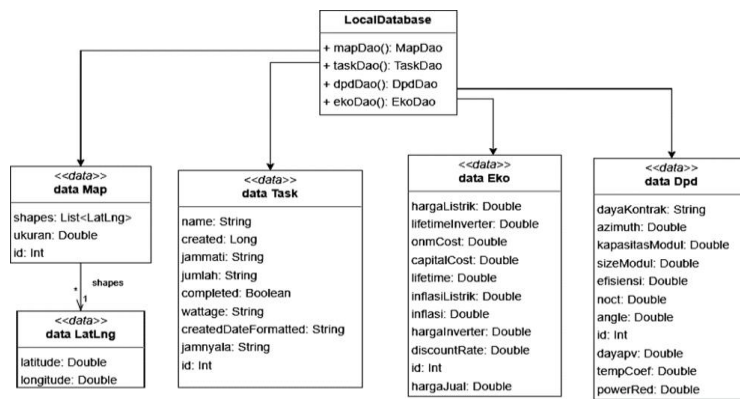 LocalDatabase
+ mapDao(): MapDao
+ taskDao(): TaskDao
+ dpdDao(): DpdDao
+ ekoDao(): EkoDao
<<data>>
data Map
shapes: List<LatLng>
ukuran: Double
id: Int
shapes
*
1
<<data>>
data LatLng
latitude: Double
longitude: Double
<<data>>
data Task
name: String
created: Long
jammati: String
jumlah: String
completed: Boolean
wattage: String
createdDateFormatted: String
jamnyala: String
id: Int
<<data>>
data Eko
hargaListrik: Double
lifetimeInverter: Double
onmCost: Double
capitalCost: Double
lifetime: Double
inflasiListrik: Double
inflasi: Double
hargaInverter: Double
discountRate: Double
id: Int
hargaJual: Double
<<data>>
data Dpd
dayaKontrak: String
azimuth: Double
kapasitasModul: Double
sizeModul: Double
efisiensi: Double
noct: Double
angle: Double
id: Int
dayapv: Double
tempCoef: Double
powerRed: Double